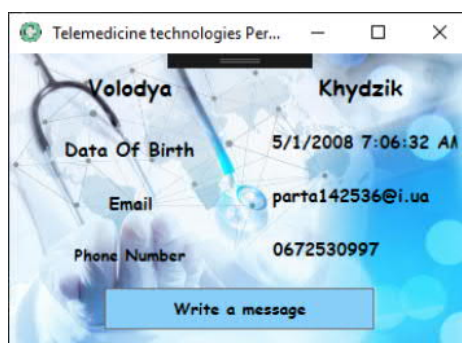 Telemedicine technologies Per...
Volodya Khydzik
Data Of Birth 5/1/2008 7:06:32 AM
Email parta142536@i.ua
Phone Number 0672530997
Write a message